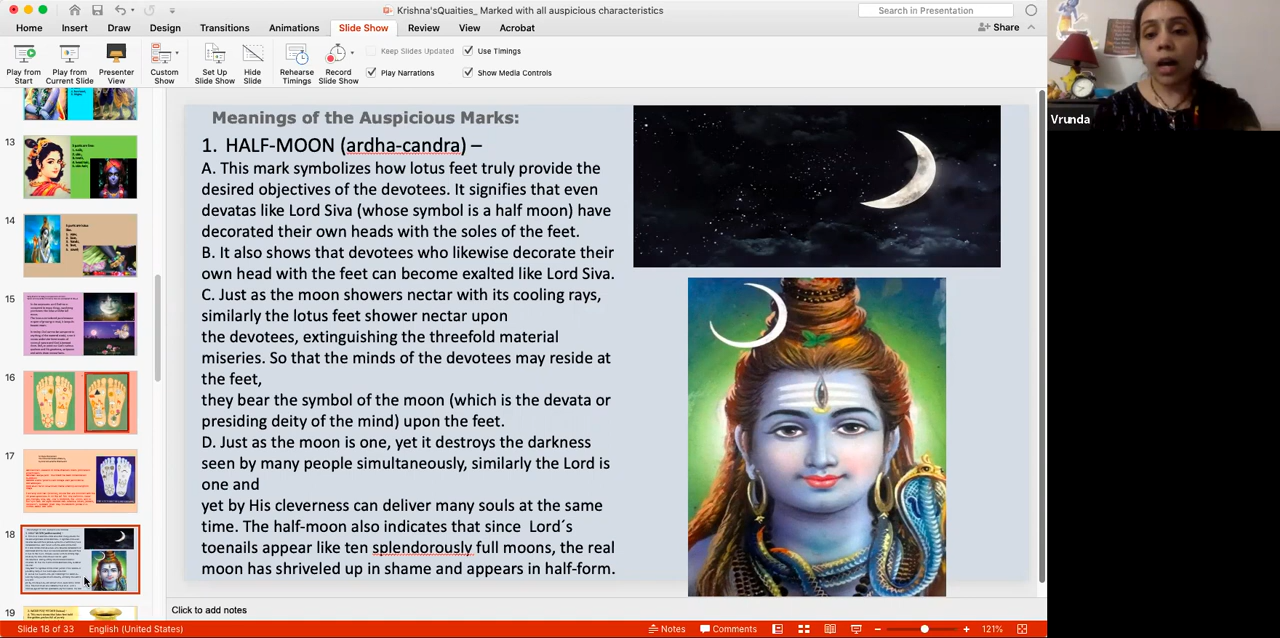 Krishna'sQuaities_ Marked with all auspicious characteristics
Search in Presentation
Home Insert Draw Design Transitions Animations Slide Show Review View Acrobat
Share
Play from Start
Play from Current Slide
Presenter View
Custom Show
Set Up Slide Show
Hide Slide
Rehearse Timings
Record Slide Show
Keep Slides Updated
Use Timings
Play Narrations
Show Media Controls
Vrunda
13
14
15
16
17
18
19
Meanings of the Auspicious Marks:
1. HALF-MOON (ardha-candra) –
A. This mark symbolizes how lotus feet truly provide the
desired objectives of the devotees. It signifies that even
devatas like Lord Siva (whose symbol is a half moon) have
decorated their own heads with the soles of the feet.
B. It also shows that devotees who likewise decorate their
own head with the feet can become exalted like Lord Siva.
C. Just as the moon showers nectar with its cooling rays,
similarly the lotus feet shower nectar upon
the devotees, extinguishing the threefold material
miseries. So that the minds of the devotees may reside at
the feet,
they bear the symbol of the moon (which is the devata or
presiding deity of the mind) upon the feet.
D. Just as the moon is one, yet it destroys the darkness
seen by many people simultaneously,similarly the Lord is
one and
yet by His cleverness can deliver many souls at the same
time. The half-moon also indicates that since Lord´s
appear like ten moons, the real
moon has shriveled up in shame and appears in half-form.
Click to add notes
Slide 18 of 33 English (United States) Notes Comments 121%